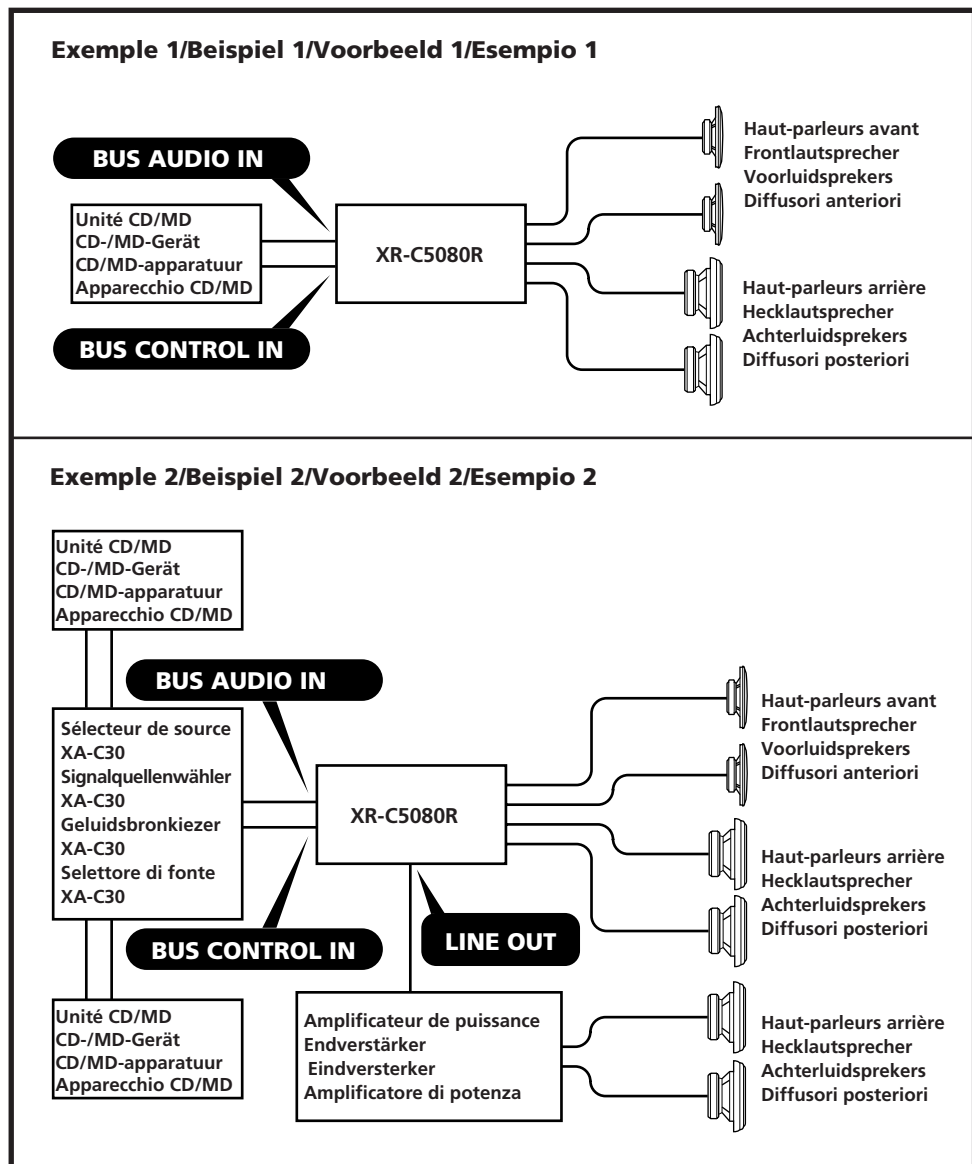 Exemple 1/Beispiel 1/Voorbeeld 1/Esempio 1
BUS AUDIO IN
Unité CD/MD
CD-/MD-Gerät
CD/MD-apparatuur
Apparecchio CD/MD
BUS CONTROL IN
XR-C5080R
Haut-parleurs avant
Frontlautsprecher
Voorluidsprekers
Diffusori anteriori
Haut-parleurs arrière
Hecklautsprecher
Achterluidsprekers
Diffusori posteriori
Exemple 2/Beispiel 2/Voorbeeld 2/Esempio 2
Unité CD/MD
CD-/MD-Gerät
CD/MD-apparatuur
Apparecchio CD/MD
BUS AUDIO IN
Sélecteur de source
XA-C30
Signalquellenwähler
XA-C30
Geluidsbronkiezer
XA-C30
Selettore di fonte
XA-C30
BUS CONTROL IN
XR-C5080R
LINE OUT
Haut-parleurs avant
Frontlautsprecher
Voorluidsprekers
Diffusori anteriori
Haut-parleurs arrière
Hecklautsprecher
Achterluidsprekers
Diffusori posteriori
Unité CD/MD
CD-/MD-Gerät
CD/MD-apparatuur
Apparecchio CD/MD
Amplificateur de puissance
Endverstärker
Eindversterker
Amplificatore di potenza
Haut-parleurs arrière
Hecklautsprecher
Achterluidsprekers
Diffusori posteriori